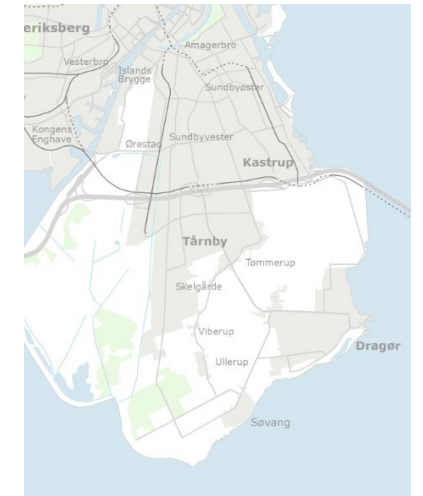 eriksberg
Amagerbro
Vesterbro
Islands
Brygge
Sundbyøster
Kongens
Enghave
Sundbyvester
Ørestad
Kastrup
Tårnby
Tømmerup
Skelgårde
Viberup
Dragør
Ullerup
Søvang